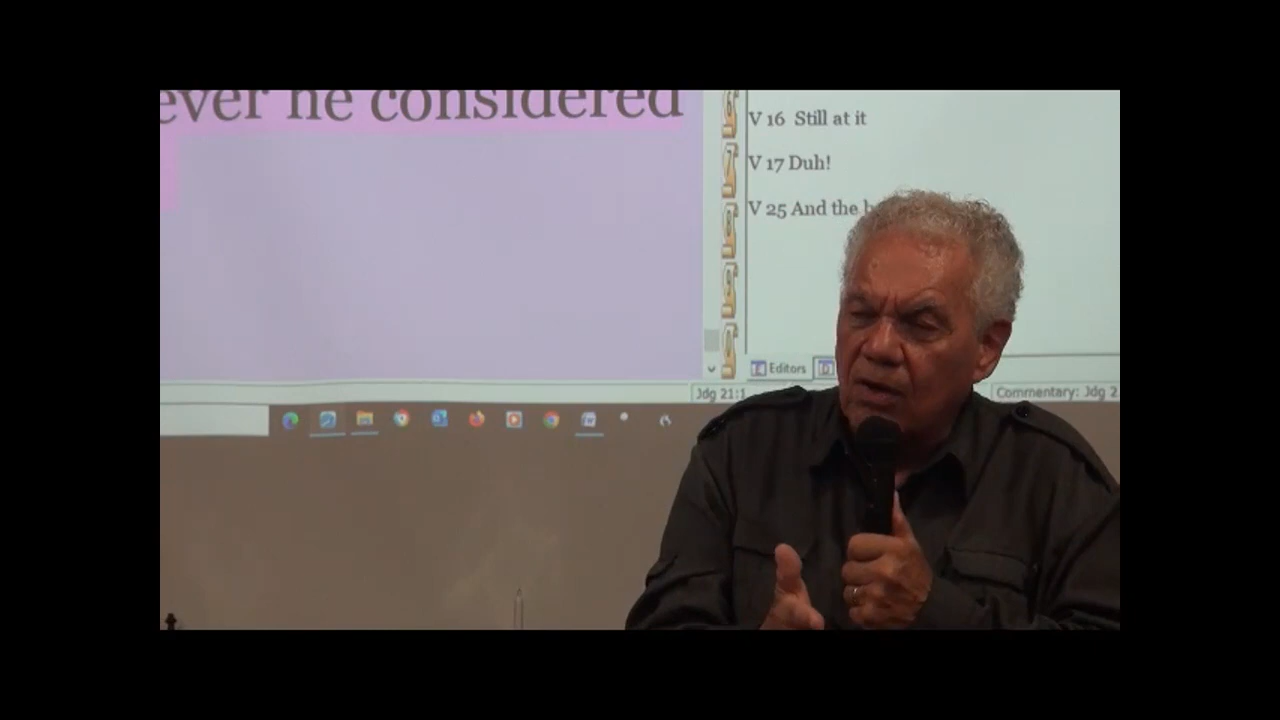 ever he considered
V 16 Still at it
V 17 Duh!
V 25 And the
Editors
Jdg 21:1
Commentary: Jdg 2